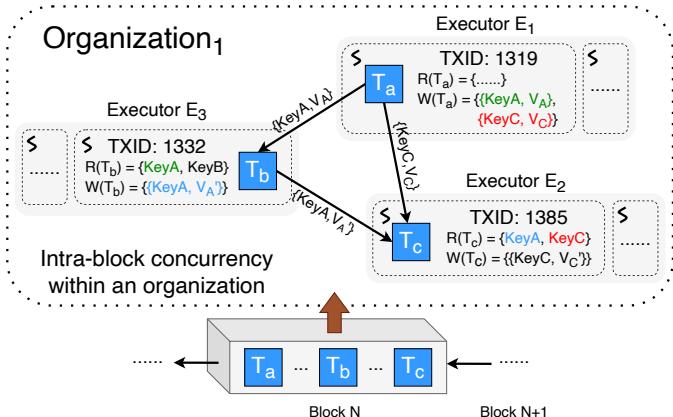 Organization1
Executor E1
TXID: 1319
R(Ta) = {......}
W(Ta) = {{KeyA, VA},
{KeyC, VC}}
......
Ta
{KeyA,VA}
{KeyC,VC}
Executor E3
......
TXID: 1332
R(Tb) = {KeyA, KeyB}
W(Tb) = {{KeyA, VA'}}
Tb
{KeyA,VA'}
Executor E2
TXID: 1385
R(Tc) = {KeyA, KeyC}
W(Tc) = {{KeyC, VC'}}
Tc
......
Intra-block concurrency
within an organization
...... Ta ... Tb ... Tc ......
Block N Block N+1